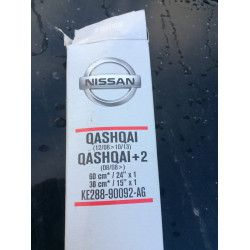 NISSAN
QASHQAI
(12/06>10/13)
QASHQAI+2
(08/08>)
60 cm* / 24" x 1
38 cm* / 15" x 1
KE288-90092-AG